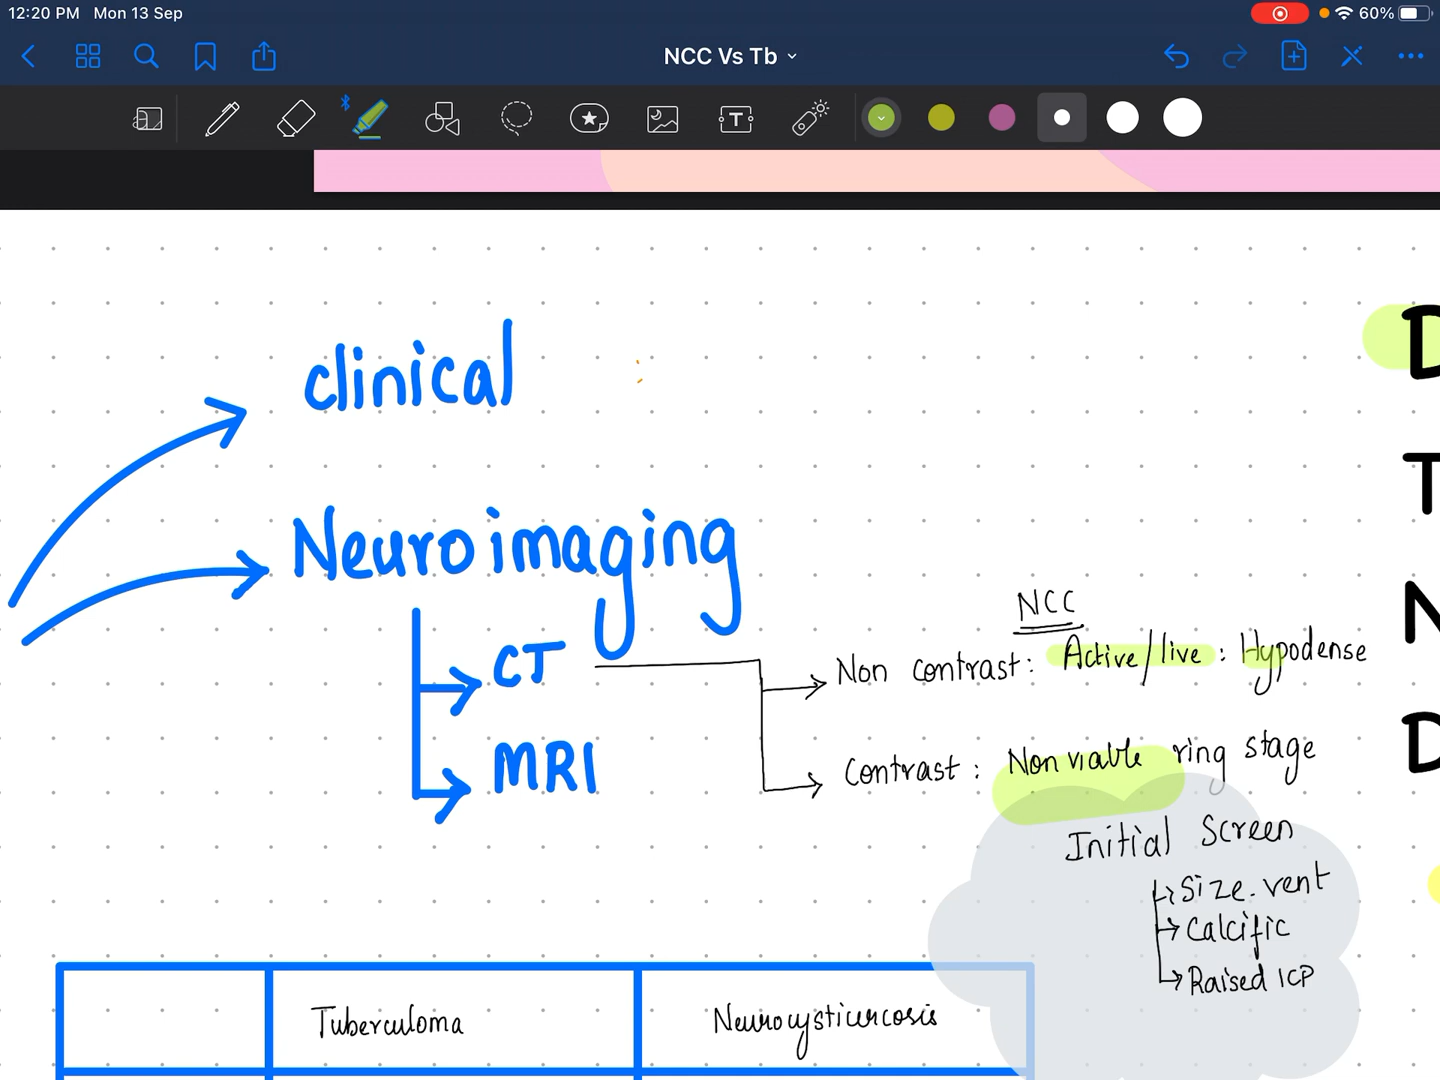 12:20 PM Mon 13 Sep
60%
NCC Vs Tb
T
clinical
D
T
Neuroimaging
NCC
N
CT
Non contrast: Active/live : Hypodense
MRI
Contrast : Non viable ring stage
D
Initial Screen
Size.vent
Calcific
Raised ICP
Tuberculoma
Neurocysticercosis